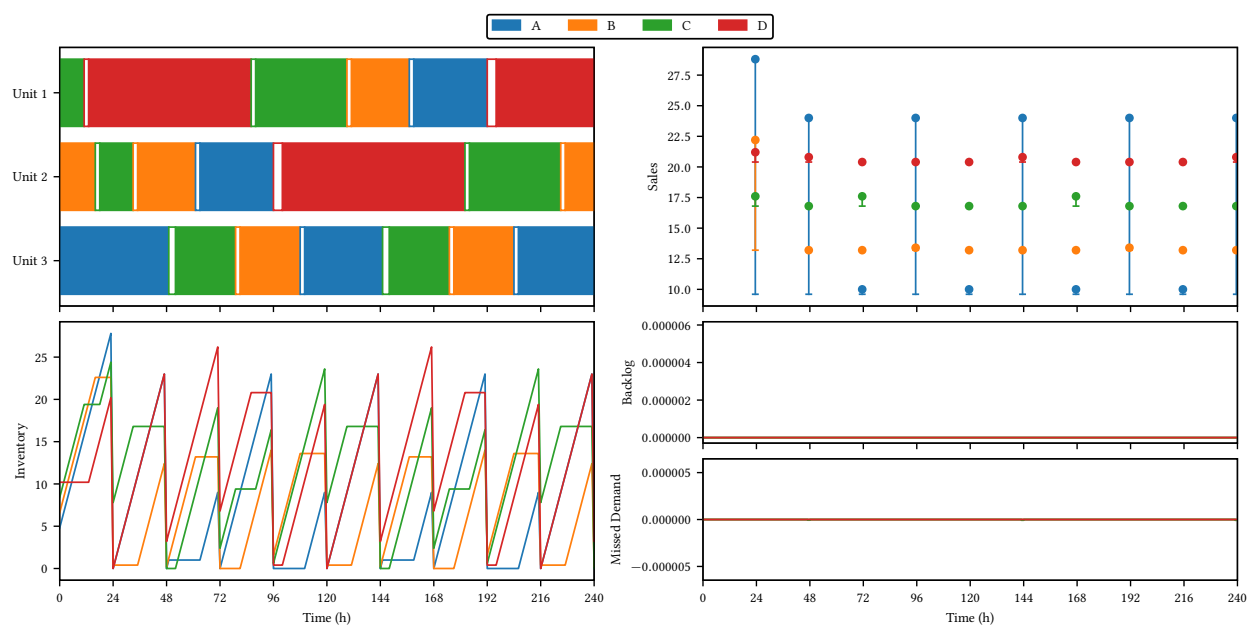 A B C D
Unit 1
Unit 2
Unit 3
27.5
25.0
22.5
20.0
17.5
15.0
12.5
10.0
Sales
25
20
15
10
5
0
Inventory
0 24 48 72 96 120 144 168 192 216 240
Time (h)
0.000006
0.000004
0.000002
0.000000
Backlog
0.000005
0.000000
−0.000005
Missed Demand
0 24 48 72 96 120 144 168 192 216 240
Time (h)